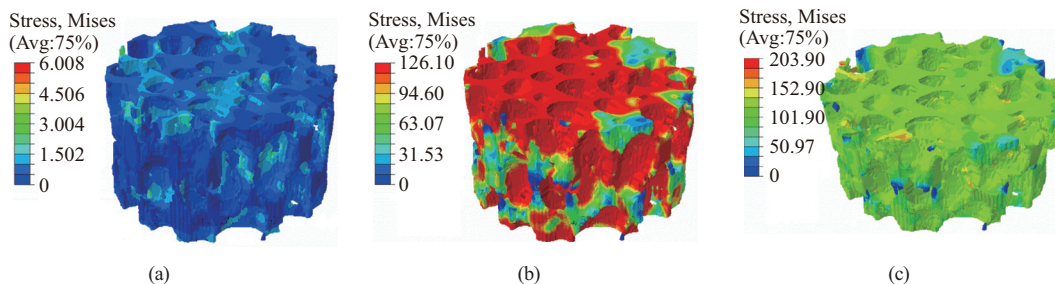 Stress, Mises
(Avg:75%)
6.008
4.506
3.004
1.502
0
(a)
Stress, Mises
(Avg:75%)
126.10
94.60
63.07
31.53
0
(b)
Stress, Mises
(Avg:75%)
203.90
152.90
101.90
50.97
0
(c)